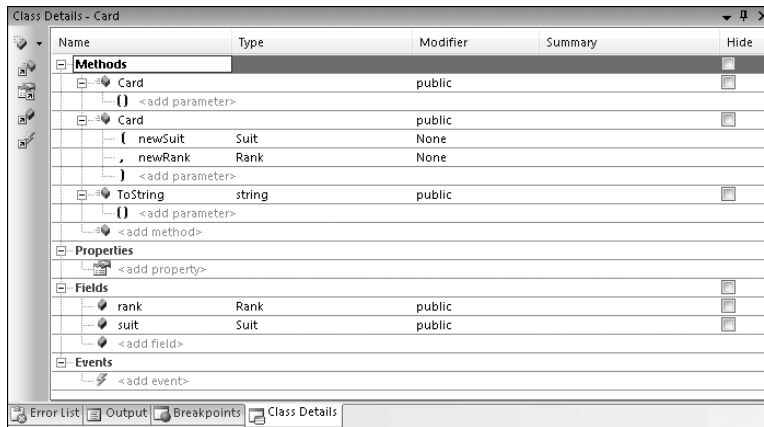 Class Details - Card
Name Type Modifier Summary Hide
Methods
Card public
() <add parameter>
Card public
( newSuit Suit None
, newRank Rank None
) <add parameter>
ToString string public
() <add parameter>
<add method>
Properties
<add property>
Fields
rank Rank public
suit Suit public
<add field>
Events
<add event>
Error List Output Breakpoints Class Details